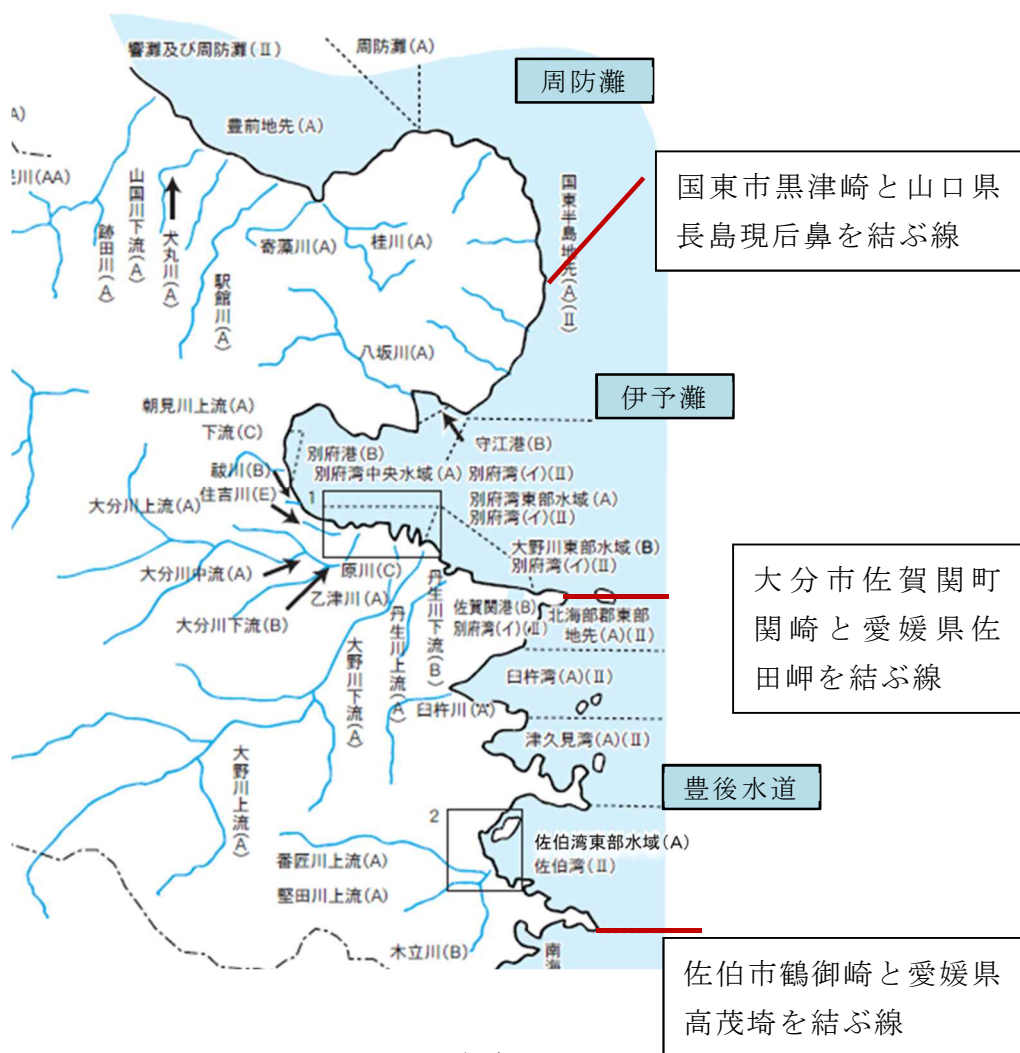 響灘及び周防灘(Ⅱ)
周防灘(A)
周防灘
豊前地先(A)
A)
川(AA)
山国川下流(A)
犬丸川(A)
跡田川(A)
駅館川(A)
寄藻川(A)
桂川(A)
国東半島地先(A)(Ⅱ)
国東市黒津崎と山口県
長島現后鼻を結ぶ線
八坂川(A)
伊予灘
朝見川上流(A)
下流(C)
別府港(B)
守江港(B)
別府湾中央水域(A)
別府湾(イ)(Ⅱ)
祓川(B)
住吉川(E)
1
別府湾東部水域(A)
別府湾(イ)(Ⅱ)
大分川上流(A)
大野川東部水域(B)
別府湾(イ)(Ⅱ)
大分川中流(A)
原川(C)
乙津川(A)
大分川下流(B)
丹生川下流(B)
丹生川上流(A)
佐賀関港(B)
別府湾(イ)(Ⅱ)
北海部郡東部
地先(A)(Ⅱ)
大分市佐賀関町
関崎と愛媛県佐
田岬を結ぶ線
大野川下流(A)
臼杵湾(A)(Ⅱ)
臼杵川(A)
津久見湾(A)(Ⅱ)
大野川上流(A)
豊後水道
2
佐伯湾東部水域(A)
佐伯湾(Ⅱ)
番匠川上流(A)
堅田川上流(A)
木立川(B)
南海
佐伯市鶴御崎と愛媛県
高茂埼を結ぶ線